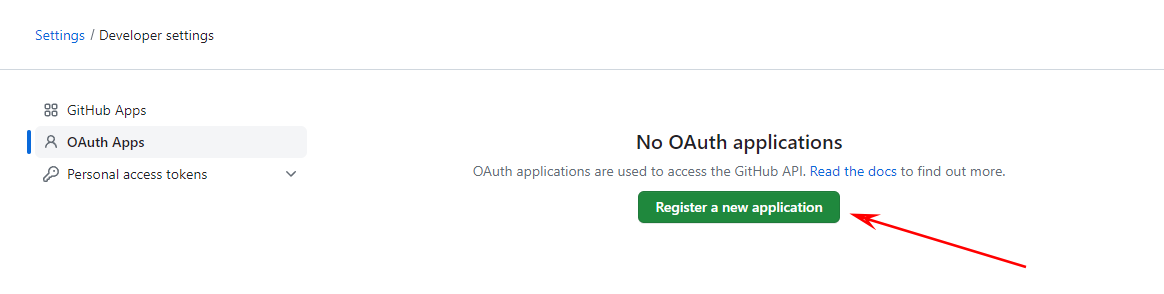 Settings / Developer settings
GitHub Apps
OAuth Apps
Personal access tokens
No OAuth applications
OAuth applications are used to access the GitHub API. Read the docs to find out more.
Register a new application